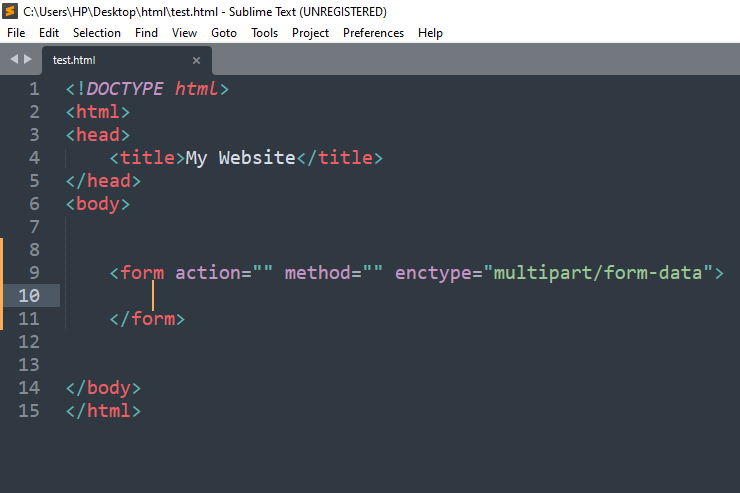 C:\Users\HP\Desktop\html\test.html - Sublime Text (UNREGISTERED)
File Edit Selection Find View Goto Tools Project Preferences Help
test.html
1 <!DOCTYPE html>
2 <html>
3 <head>
4 <title>My Website</title>
5 </head>
6 <body>
7
8
9 <form action="" method="" enctype="multipart/form-data">
10
11 </form>
12
13
14 </body>
15 </html>